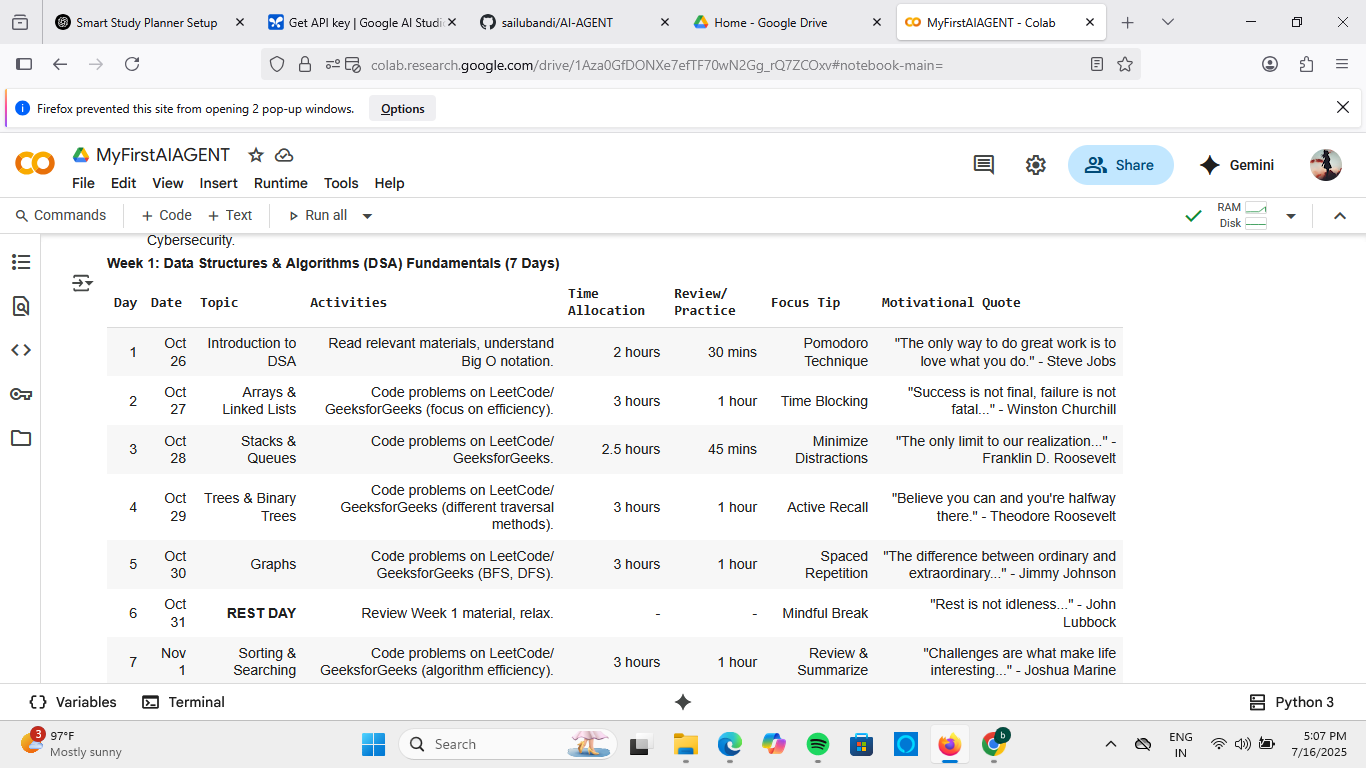 Smart Study Planner Setup
Get API key | Google AI Studio
sailubandi/AI-AGENT
Home - Google Drive
MyFirstAIAGENT - Colab
colab.research.google.com/drive/1Aza0GfDONXe7efTF70wN2Gg_rQ7ZCOxv#notebook-main=
Firefox prevented this site from opening 2 pop-up windows.
Options
MyFirstAIAGENT
File Edit View Insert Runtime Tools Help
Share
Gemini
Commands
+ Code + Text
Run all
RAM
Disk
Cybersecurity.
Week 1: Data Structures & Algorithms (DSA) Fundamentals (7 Days)
Day Date Topic Activities Time Allocation Review/Practice Focus Tip Motivational Quote
1 Oct 26 Introduction to DSA Read relevant materials, understand Big O notation. 2 hours 30 mins Pomodoro Technique "The only way to do great work is to love what you do." - Steve Jobs
2 Oct 27 Arrays & Linked Lists Code problems on LeetCode/GeeksforGeeks (focus on efficiency). 3 hours 1 hour Time Blocking "Success is not final, failure is not fatal..." - Winston Churchill
3 Oct 28 Stacks & Queues Code problems on LeetCode/GeeksforGeeks. 2.5 hours 45 mins Minimize Distractions "The only limit to our realization..." - Franklin D. Roosevelt
4 Oct 29 Trees & Binary Trees Code problems on LeetCode/GeeksforGeeks (different traversal methods). 3 hours 1 hour Active Recall "Believe you can and you're halfway there." - Theodore Roosevelt
5 Oct 30 Graphs Code problems on LeetCode/GeeksforGeeks (BFS, DFS). 3 hours 1 hour Spaced Repetition "The difference between ordinary and extraordinary..." - Jimmy Johnson
6 Oct 31 REST DAY Review Week 1 material, relax. - - Mindful Break "Rest is not idleness..." - John Lubbock
7 Nov 1 Sorting & Searching Code problems on LeetCode/GeeksforGeeks (algorithm efficiency). 3 hours 1 hour Review & Summarize "Challenges are what make life interesting..." - Joshua Marine
Variables
Terminal
Python 3
3
97°F
Mostly sunny
Search
b
ENG
IN
5:07 PM
7/16/2025